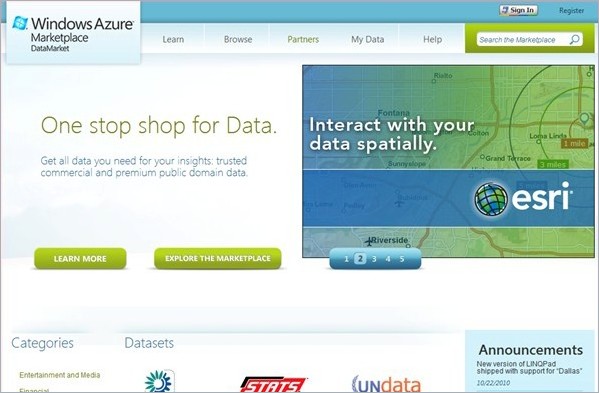 Sign In
Register
Windows Azure
Marketplace
DataMarket
Learn
Browse
Partners
My Data
Help
Search the Marketplace
One stop shop for Data.
Get all data you need for your insights: trusted
commercial and premium public domain data.
LEARN MORE
EXPLORE THE MARKETPLACE
Rialto
Fontana
Colton
Loma Linda
1 mile
Grand Terrace
3 miles
Sunnyslope
Riverside
Interact with your
data spatially.
esri
1 2 3 4 5
Categories
Entertainment and Media
Financial
Datasets
STATS
UNdata
Announcements
New version of LINQPad
shipped with support for "Dallas"
10/22/2010